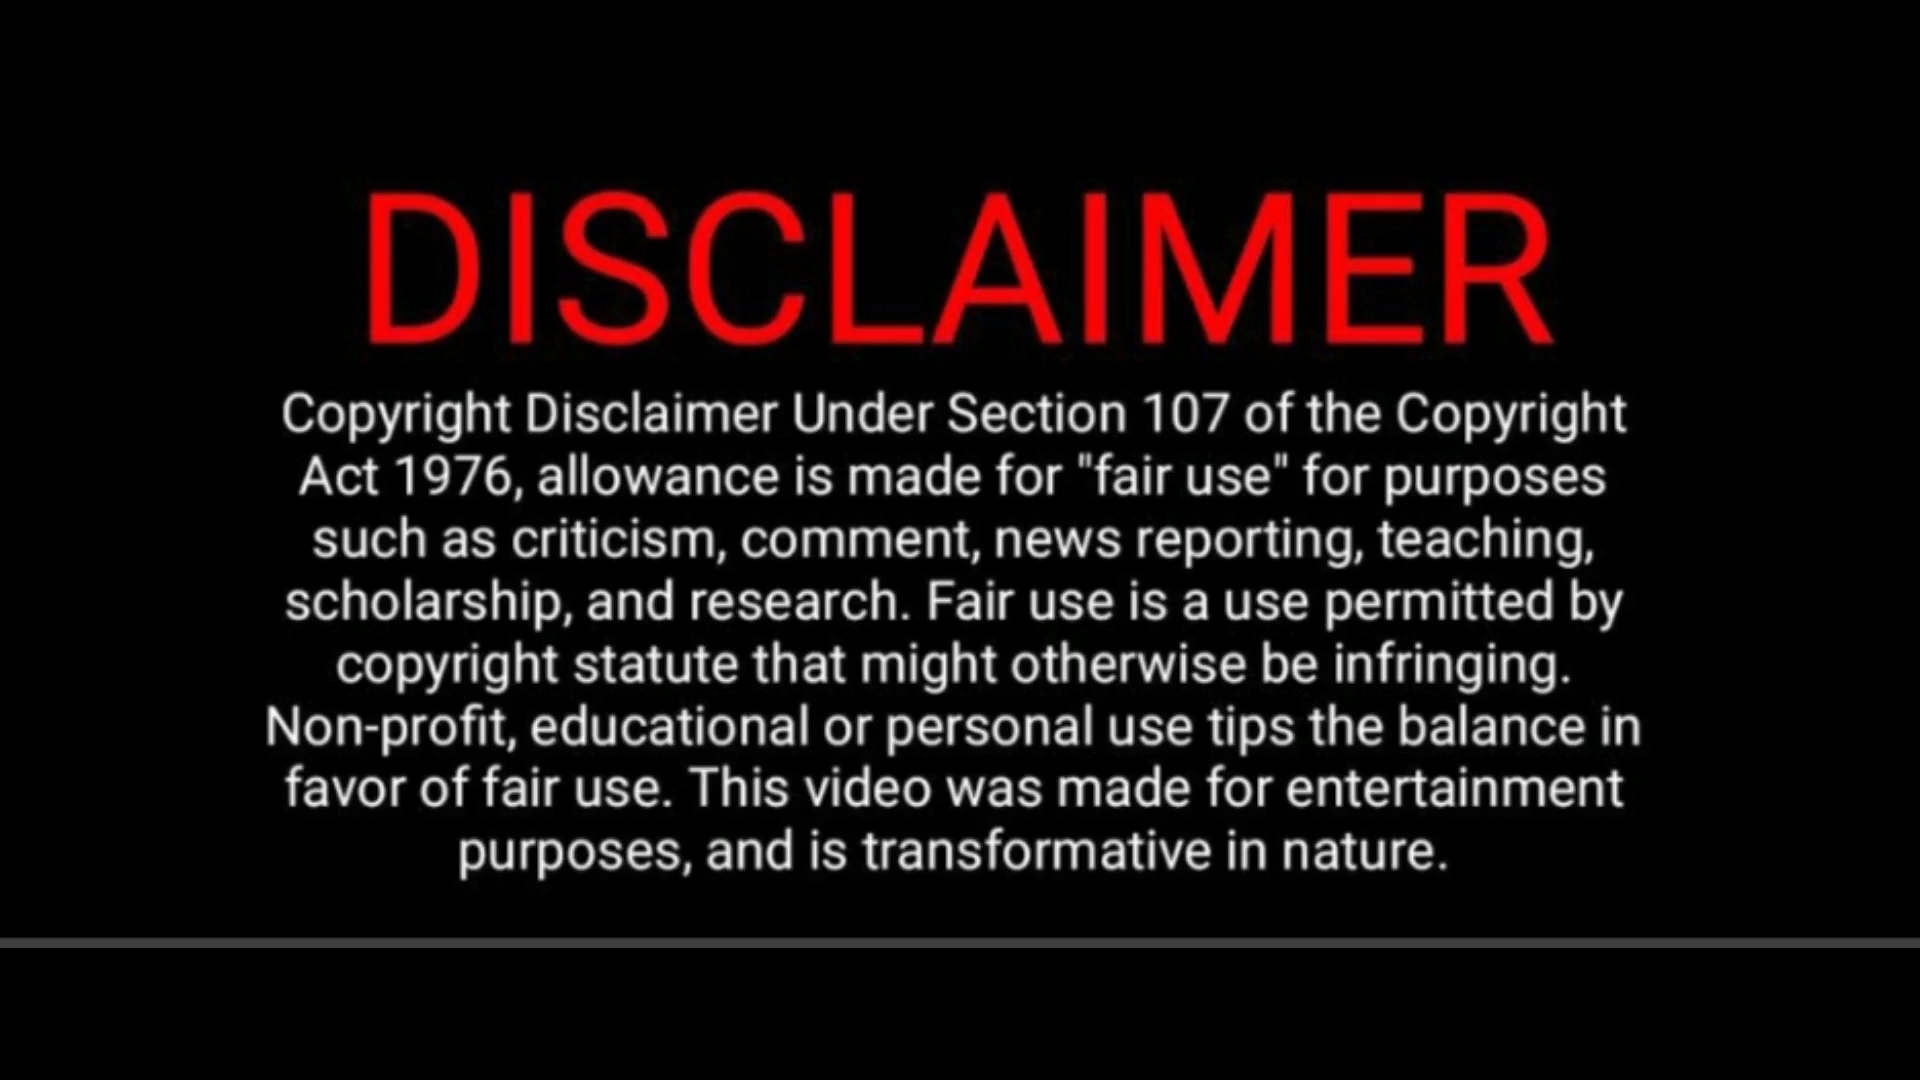 DISCLAIMER
Copyright Disclaimer Under Section 107 of the Copyright
Act 1976, allowance is made for "fair use" for purposes
such as criticism, comment, news reporting, teaching,
scholarship, and research. Fair use is a use permitted by
copyright statute that might otherwise be infringing.
Non-profit, educational or personal use tips the balance in
favor of fair use. This video was made for entertainment
purposes, and is transformative in nature.